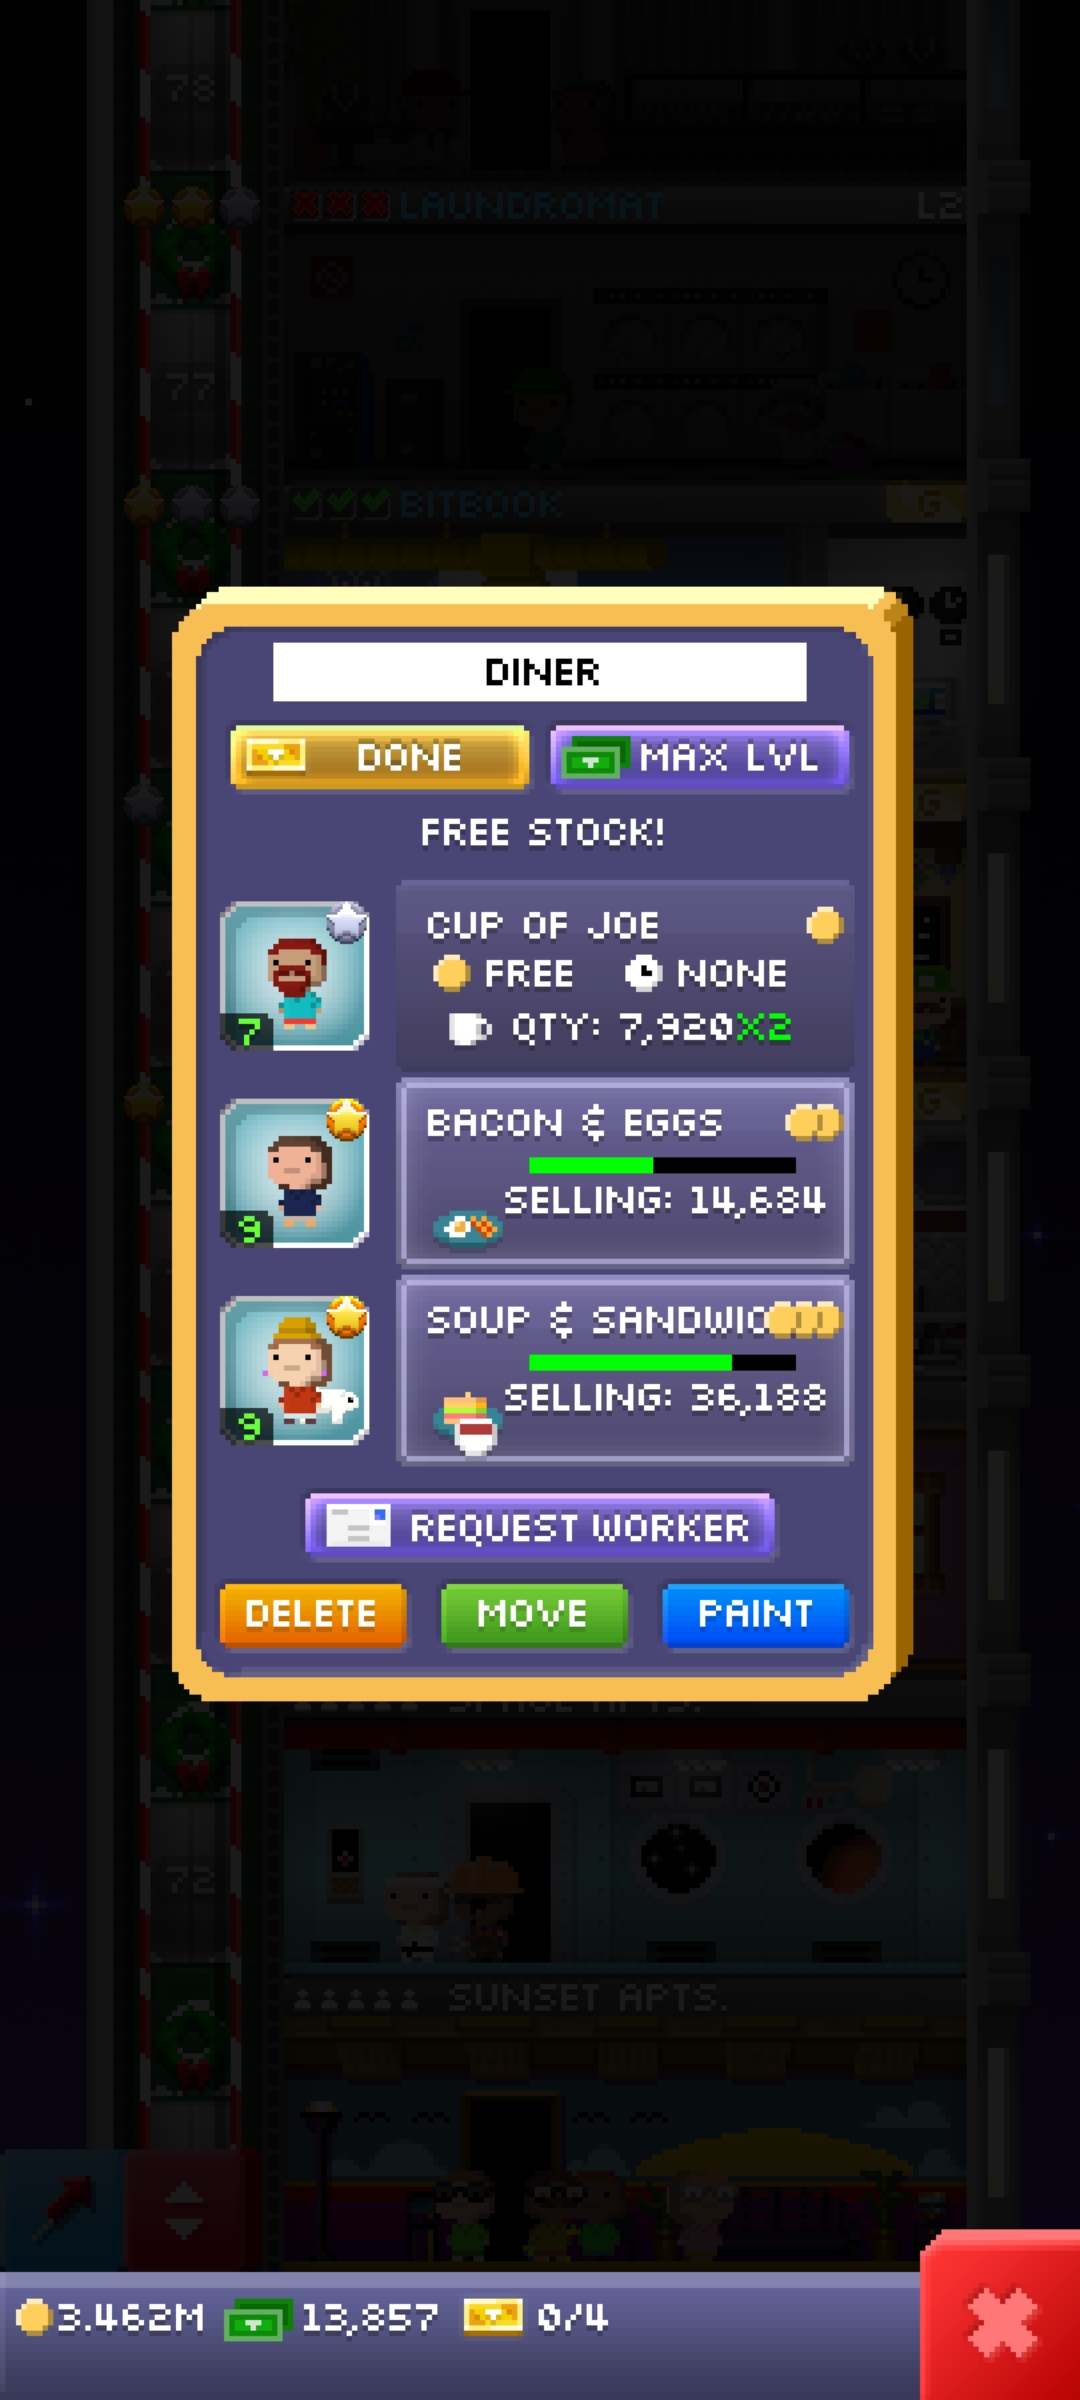 78
LAUNDROMAT L2
77
BITBOOK G
DINER
DONE MAX LVL
G
FREE STOCK!
CUP OF JOE
FREE NONE
7 QTY: 7,920X2
G
BACON & EGGS
9 SELLING: 14,684
SOUP & SANDWIC
9 SELLING: 36,188
REQUEST WORKER
DELETE MOVE PAINT
SPACE APTS.
72
SUNSET APTS.
3.462M 13,857 0/4